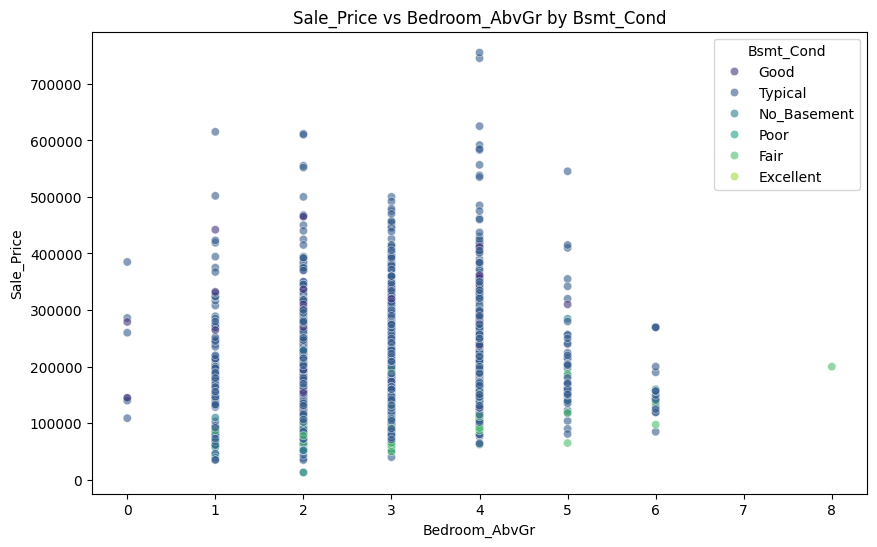 Sale_Price vs Bedroom_AbvGr by Bsmt_Cond
Bsmt_Cond
Good
Typical
No_Basement
Poor
Fair
Excellent
Sale_Price
700000
600000
500000
400000
300000
200000
100000
0
0 1 2 3 4 5 6 7 8
Bedroom_AbvGr